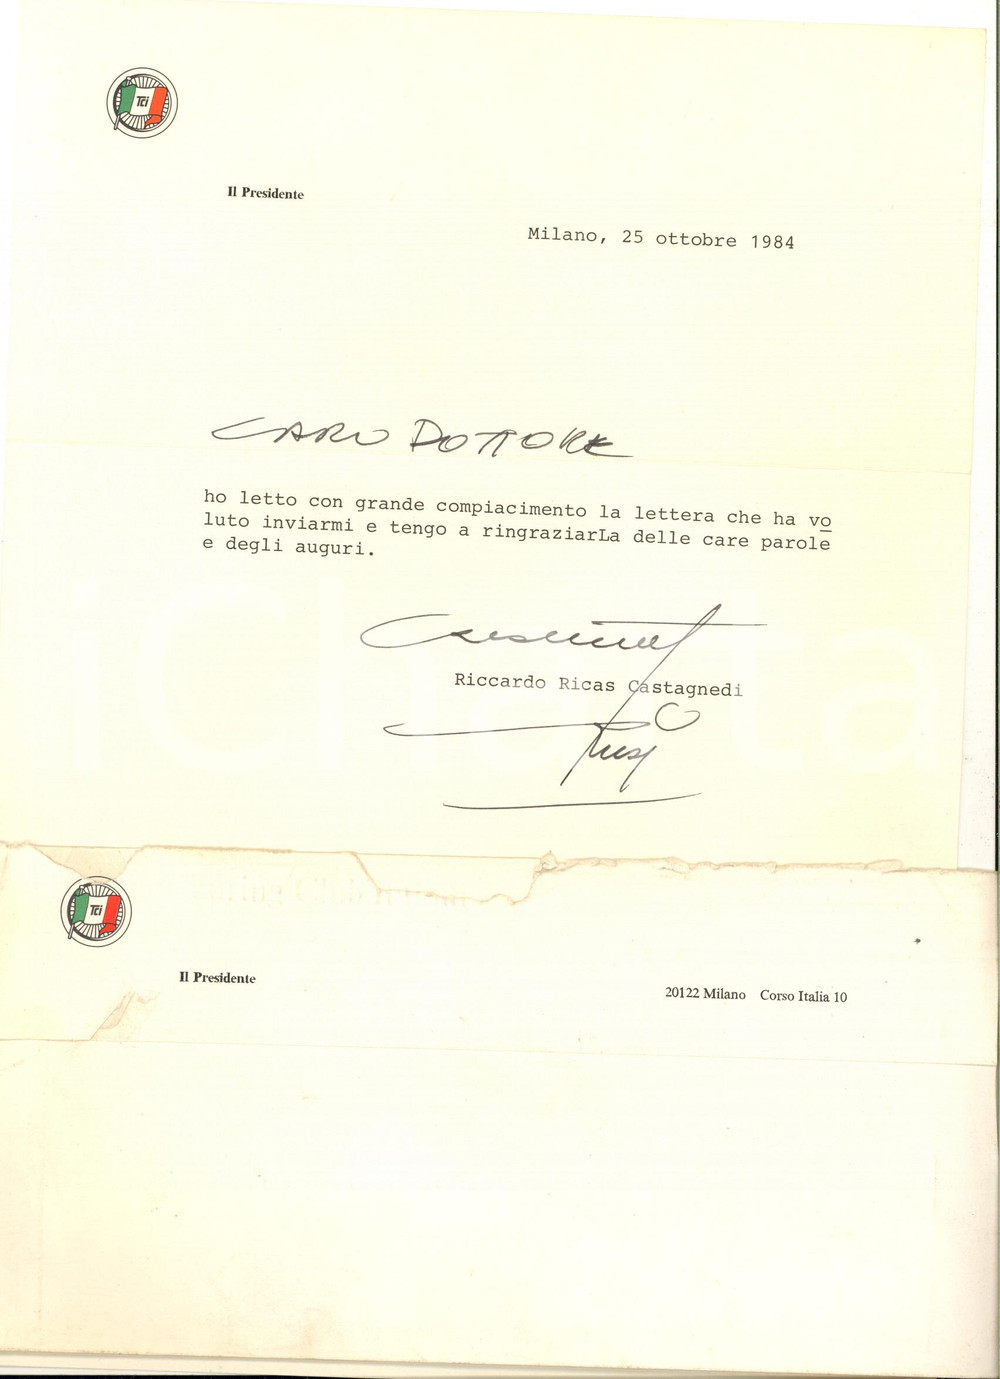 Tci
Il Presidente
Milano, 25 ottobre 1984
CARO DOTTORE
ho letto con grande compiacimento la lettera che ha vo
luto inviarmi e tengo a ringraziarLa delle care parole
e degli auguri.
Riccardo Ricas Castagnedi
iCharta
Tci
Il Presidente
20122 Milano Corso Italia 10